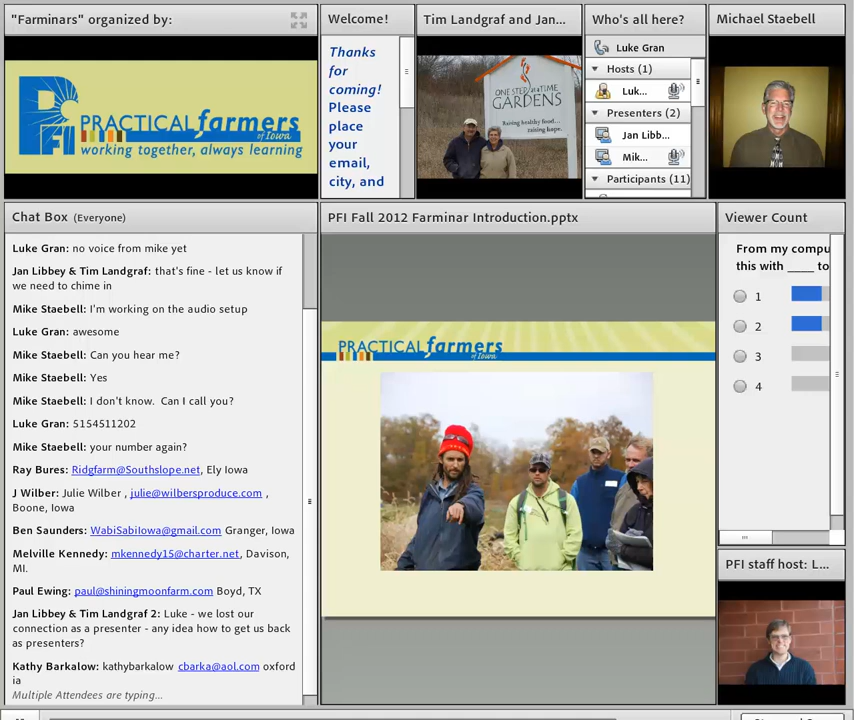 "Farminars" organized by:
PRACTICAL farmers
of Iowa
working together, always learning
Welcome!
Thanks
for
coming!
Please
place
your
email,
city, and
Tim Landgraf and Jan...
ONE STEP at a TIME
GARDENS
Raising healthy food...
raising hope.
Who's all here?
Luke Gran
Hosts (1)
Luk...
Presenters (2)
Jan Libb...
Mik...
Participants (11)
Michael Staebell
Chat Box (Everyone)
Luke Gran: no voice from mike yet
Jan Libbey & Tim Landgraf: that's fine - let us know if
we need to chime in
Mike Staebell: I'm working on the audio setup
Luke Gran: awesome
Mike Staebell: Can you hear me?
Mike Staebell: Yes
Mike Staebell: I don't know. Can I call you?
Luke Gran: 5154511202
Mike Staebell: your number again?
Ray Bures: Ridgfarm@Southslope.net, Ely Iowa
J Wilber: Julie Wilber , julie@wilbersproduce.com ,
Boone, Iowa
Ben Saunders: WabiSabiIowa@gmail.com Granger, Iowa
Melville Kennedy: mkennedy15@charter.net, Davison,
MI.
Paul Ewing: paul@shiningmoonfarm.com Boyd, TX
Jan Libbey & Tim Landgraf 2: Luke - we lost our
connection as a presenter - any idea how to get us back
as presenters?
Kathy Barkalow: kathybarkalow cbarka@aol.com oxford
ia
Multiple Attendees are typing...
PFI Fall 2012 Farminar Introduction.pptx
PRACTICAL farmers
of Iowa
Viewer Count
From my compu
this with ____ to
1
2
3
4
PFI staff host: L...